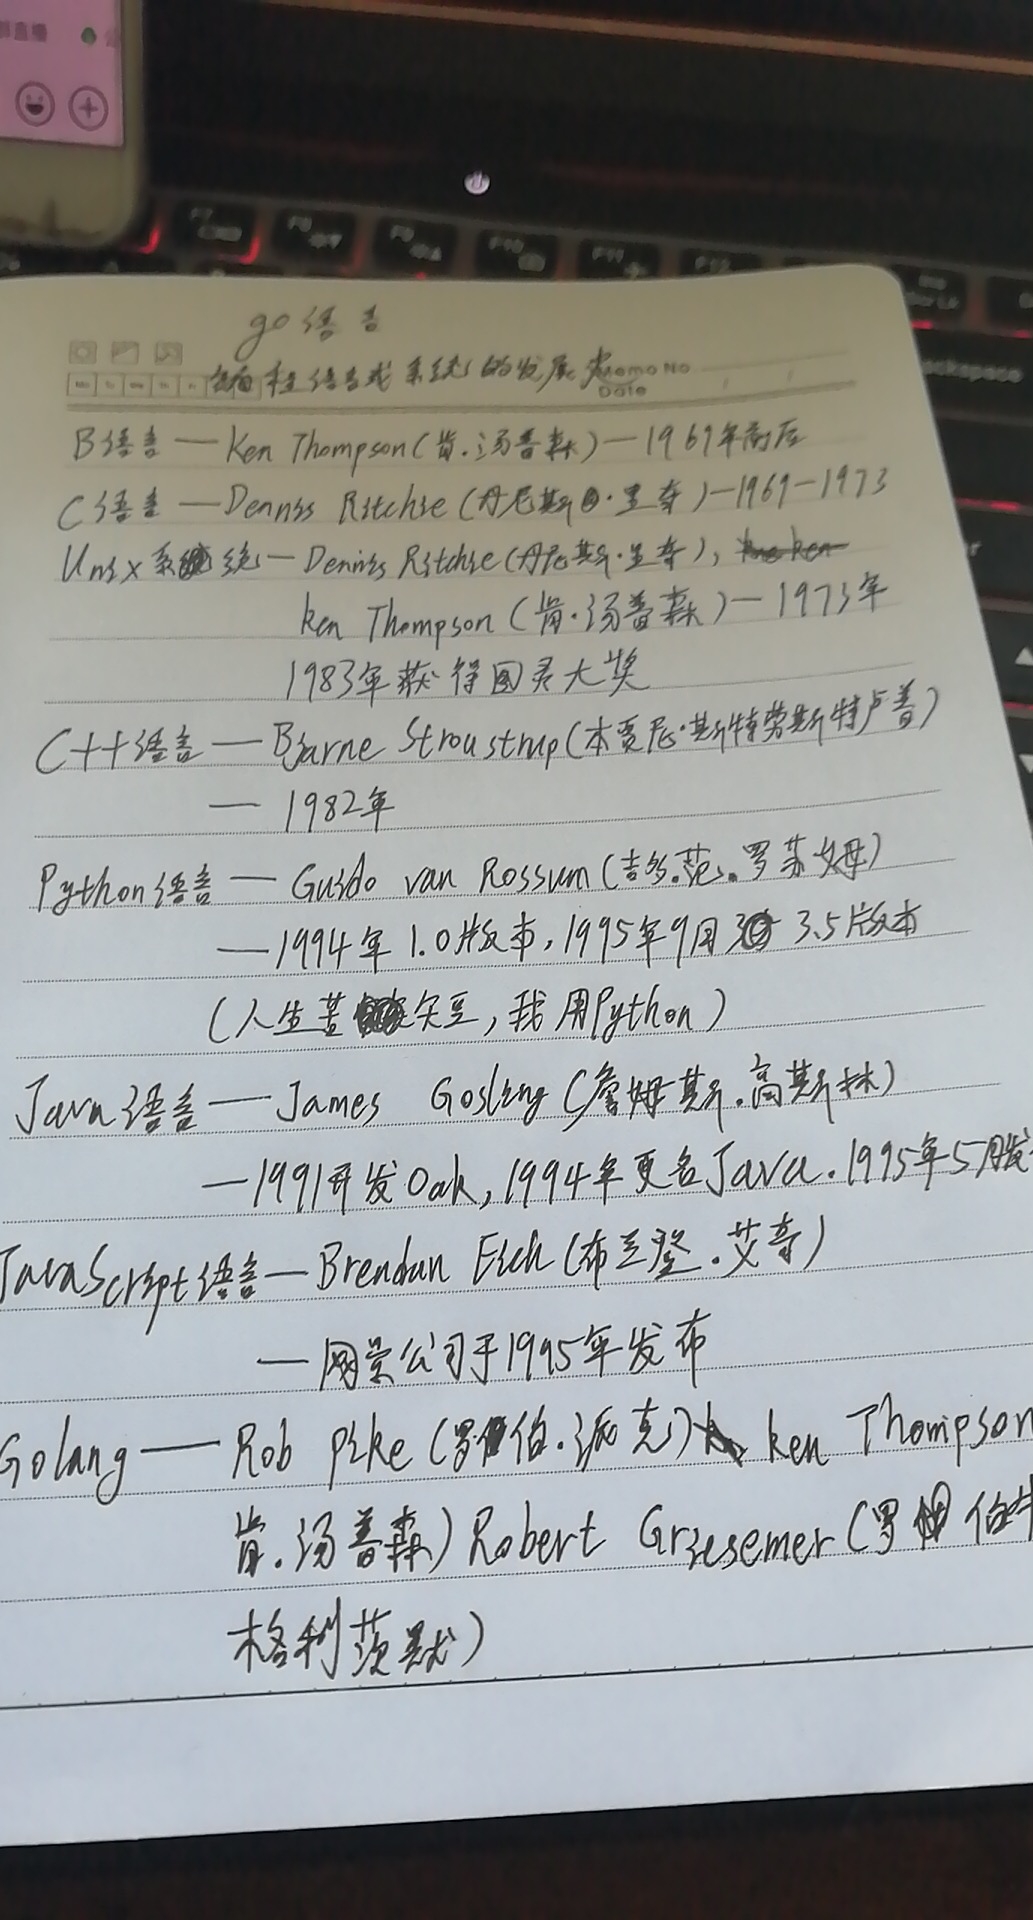 go语言
编程语言或系统的发展史
Memo No.
Date
B语言—Ken Thompson(肯.汤普森)—1969年前后
C语言—Dennis Ritchie(丹尼斯·里奇)—1969-1973
Unix系统—Dennis Ritchie(丹尼斯·里奇),
ken Thompson(肯·汤普森)—1973年
1983年获得图灵大奖
C++语言—Bjarne Stroustrup(本贾尼·斯特劳斯特卢普)
— 1982年
Python语言—Guido van Rossum(吉多.范.罗苏姆)
—1994年1.0版本,1995年9月 3.5版本
(人生苦短,我用Python)
Java语言—James Gosling(詹姆斯.高斯林)
—1991开发Oak,1994年更名Java.1995年5月发
JavaScript语言—Brendan Eich(布兰登.艾奇)
—网景公司于1995年发布
Golang—Rob pike(罗伯.派克) ken Thompson
肯.汤普森)Robert Griesemer(罗伯特
格利茨默)
F7
F8
F9
F10
F11
F12